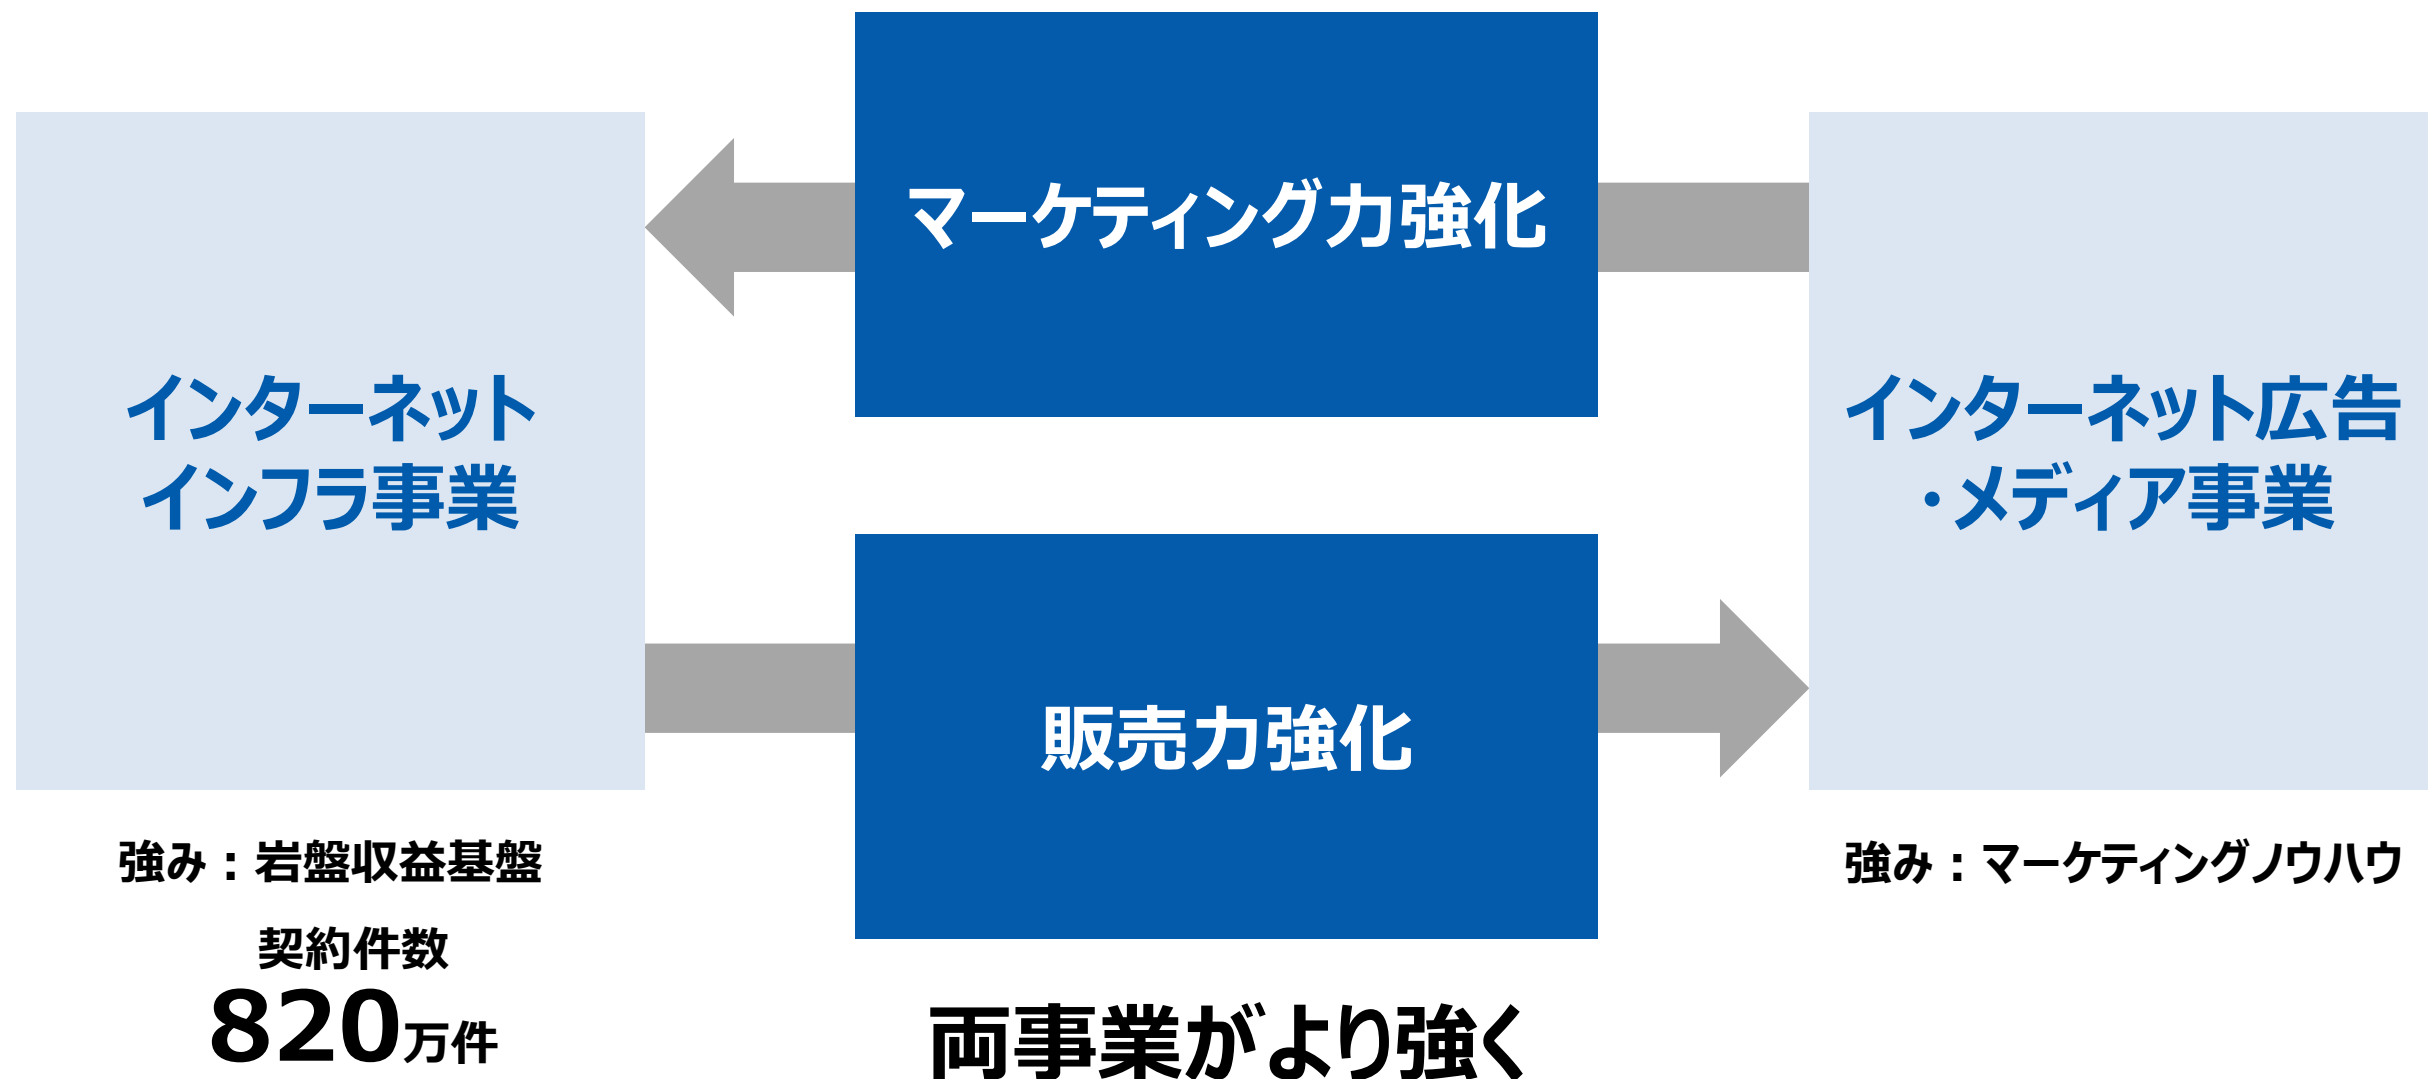 マーケティング力強化
インターネット
インフラ事業
インターネット広告
・メディア事業
販売力強化
強み：岩盤収益基盤
契約件数
820万件
強み：マーケティングノウハウ
両事業がより強く